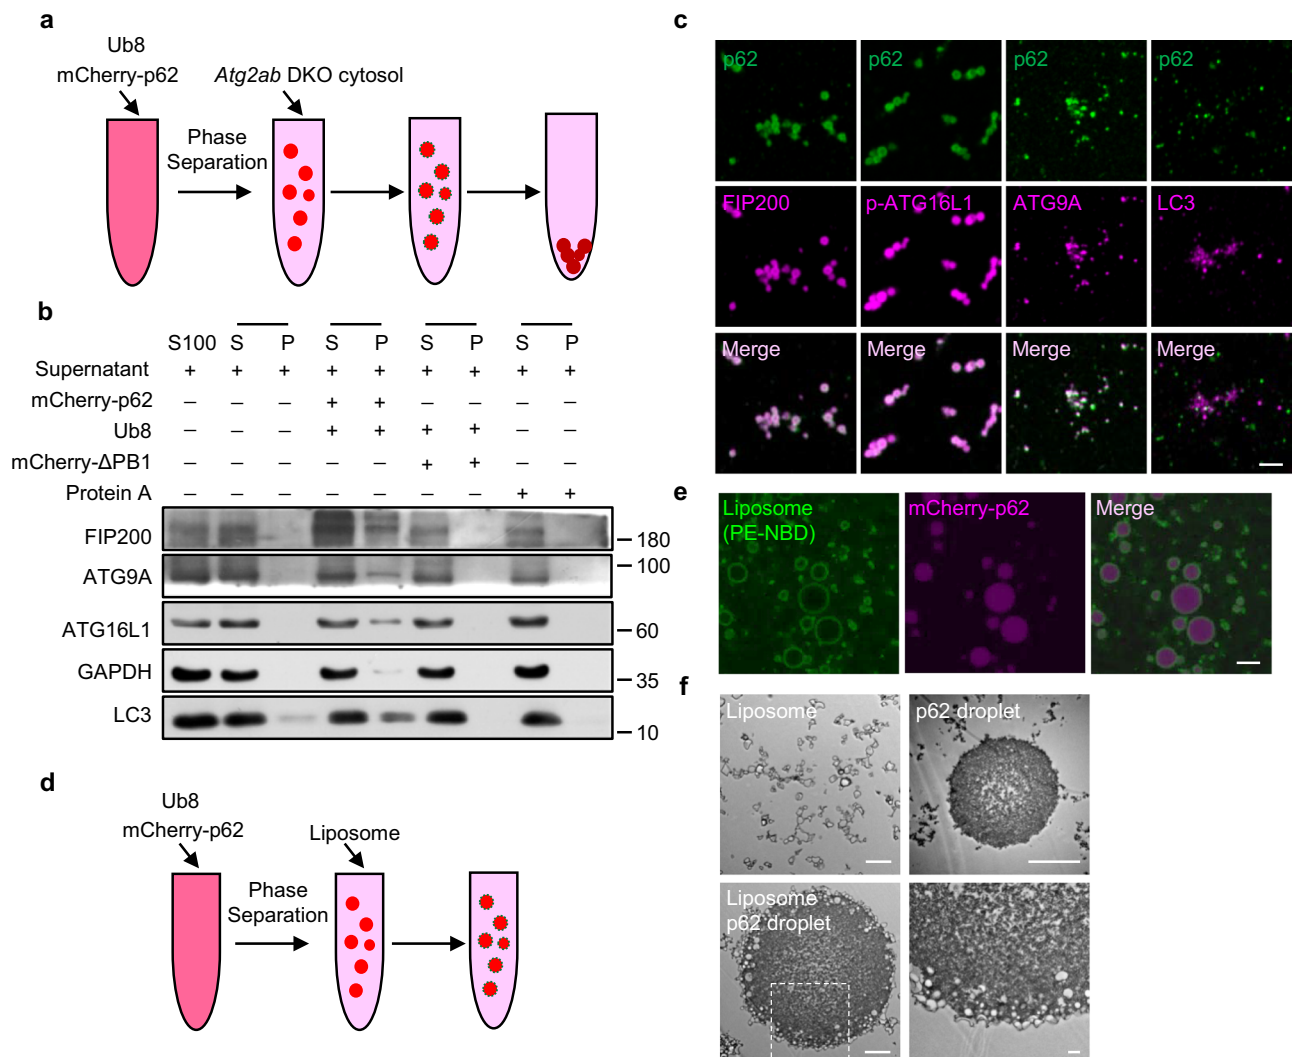 a
Ub8
mCherry-p62
Atg2ab DKO cytosol
Phase
Separation
b
S100 S P S P S P S P
Supernatant + + + + + + + + +
mCherry-p62 – – – + + – – – –
Ub8 – – – + + + + – –
mCherry-ΔPB1 – – – – – + + – –
Protein A – – – – – – – + +
FIP200
180
ATG9A
100
ATG16L1
60
GAPDH
35
LC3
10
c
p62 p62 p62 p62
FIP200 p-ATG16L1 ATG9A LC3
Merge Merge Merge Merge
d
Ub8
mCherry-p62
Liposome
Phase
Separation
e
Liposome
(PE-NBD)
mCherry-p62
Merge
f
Liposome
p62 droplet
Liposome
p62 droplet